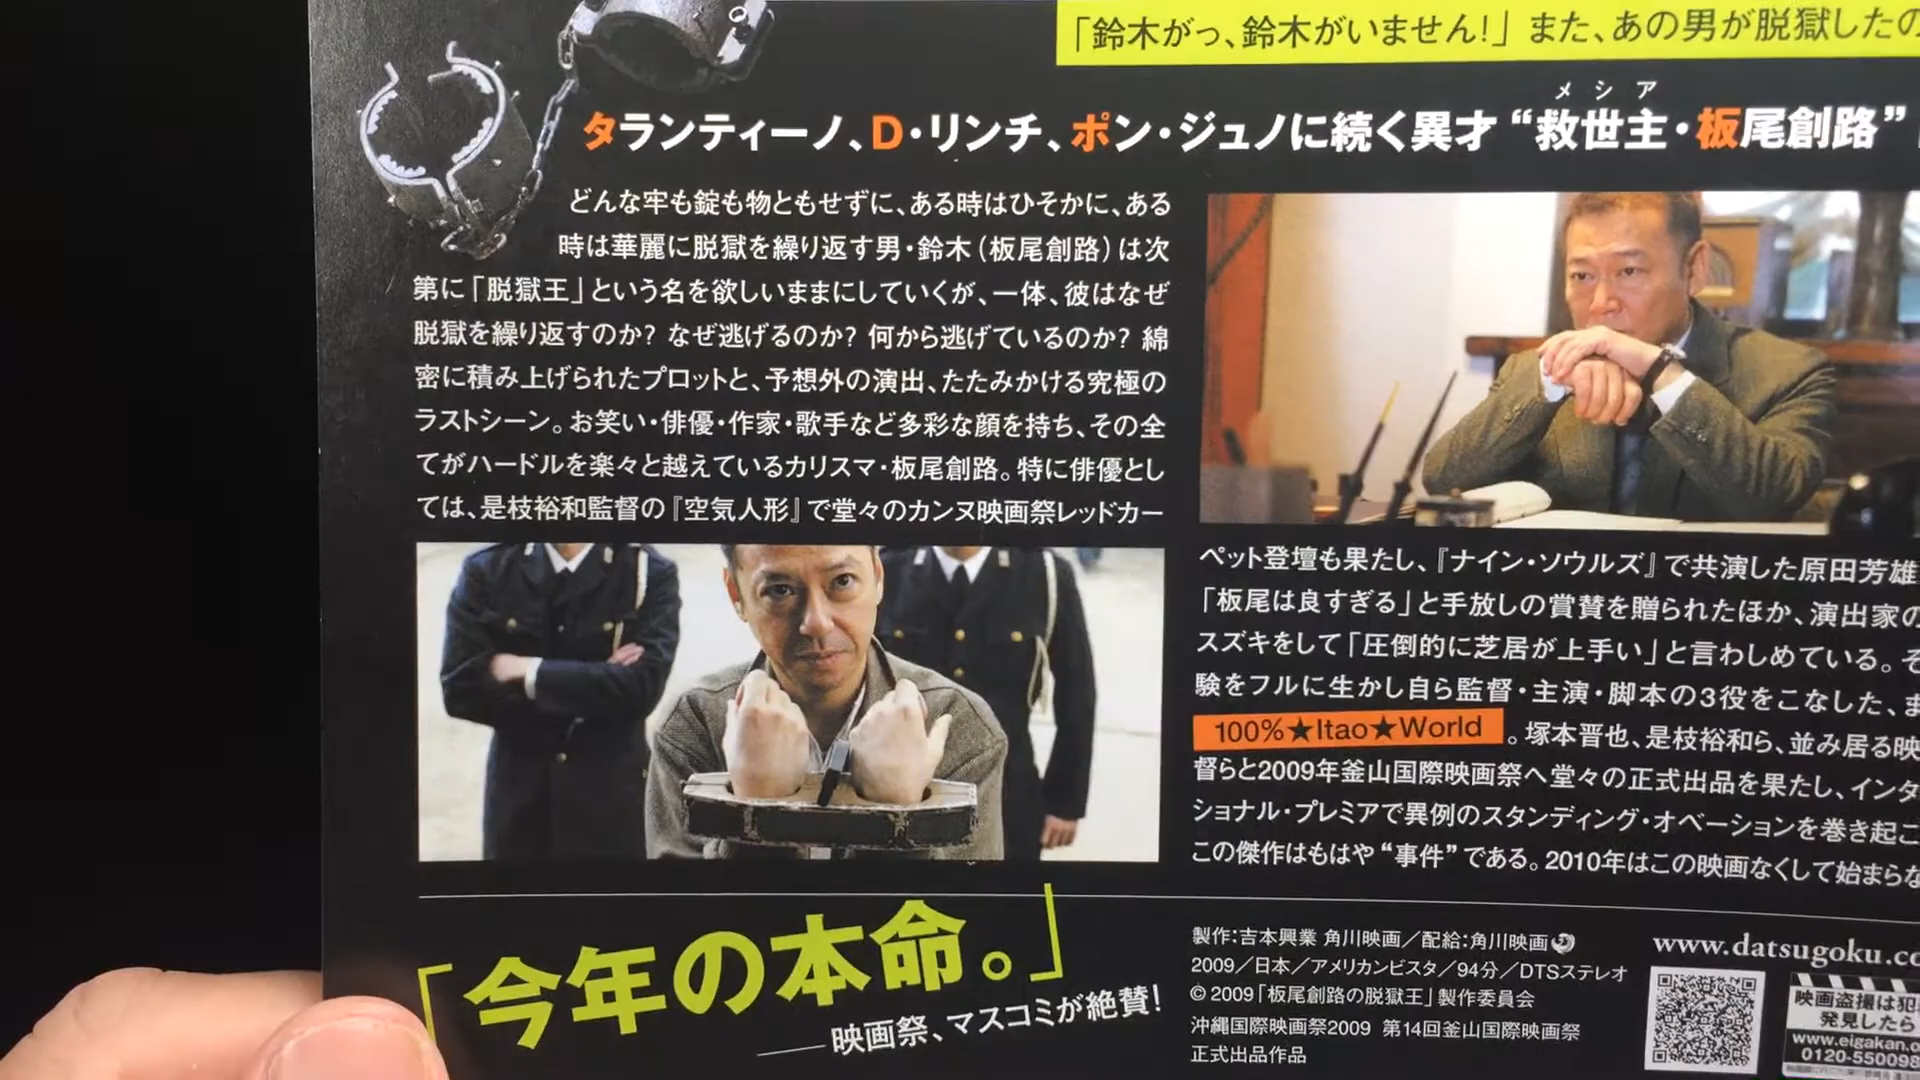 「鈴木がっ、鈴木がいません!」また、あの男が脱獄したの
メシア
タランティーノ、D・リンチ、ポン・ジュノに続く異才“救世主・板尾創路”
どんな牢も錠も物ともせずに、ある時はひそかに、ある
時は華麗に脱獄を繰り返す男・鈴木（板尾創路）は次
第に「脱獄王」という名を欲しいままにしていくが、一体、彼はなぜ
脱獄を繰り返すのか? なぜ逃げるのか? 何から逃げているのか? 綿
密に積み上げられたプロットと、予想外の演出、たたみかける究極の
ラストシーン。お笑い・俳優・作家・歌手など多彩な顔を持ち、その全
てがハードルを楽々と越えているカリスマ・板尾創路。特に俳優とし
ては、是枝裕和監督の『空気人形』で堂々のカンヌ映画祭レッドカー
ペット登壇も果たし、『ナイン・ソウルズ』で共演した原田芳雄
「板尾は良すぎる」と手放しの賞賛を贈られたほか、演出家の
スズキをして「圧倒的に芝居が上手い」と言わしめている。そ
験をフルに生かし自ら監督・主演・脚本の3役をこなした、ま
100%★Itao★World。塚本晋也、是枝裕和ら、並み居る映
督らと2009年釜山国際映画祭へ堂々の正式出品を果たし、インタ
ショナル・プレミアで異例のスタンディング・オベーションを巻き起こ
この傑作はもはや“事件”である。2010年はこの映画なくして始まらな
「今年の本命。」
──映画祭、マスコミが絶賛!
製作:吉本興業 角川映画／配給:角川映画
2009／日本／アメリカンビスタ／94分／DTSステレオ
© 2009「板尾創路の脱獄王」製作委員会
沖縄国際映画祭2009 第14回釜山国際映画祭
正式出品作品
www.datsugoku.co
映画盗撮は犯
発見したら
www.eigakan.o
0120-550098